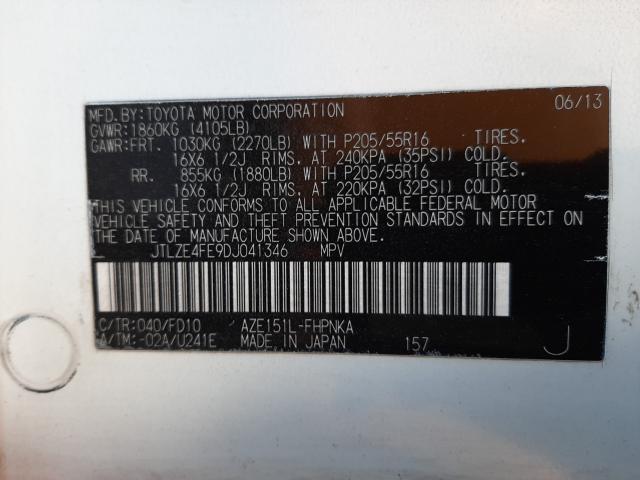 MFD. BY: TOYOTA MOTOR CORPORATION 06/13
GVWR: 1860KG (4105LB)
GAWR: FRT. 1030KG (2270LB) WITH P205/55R16 TIRES.
16X6 1/2J RIMS. AT 240KPA (35PSI) COLD.
RR. 855KG (1880LB) WITH P205/55R16 TIRES.
16X6 1/2J RIMS. AT 220KPA (32PSI) COLD.
THIS VEHICLE CONFORMS TO ALL APPLICABLE FEDERAL MOTOR
VEHICLE SAFETY AND THEFT PREVENTION STANDARDS IN EFFECT ON
THE DATE OF MANUFACTURE SHOWN ABOVE.
JTLZE4FE9DJ041346 MPV
C/TR: 040/FD10 AZE151L-FHPNKA
A/TM: -02A/U241E MADE IN JAPAN 157 J